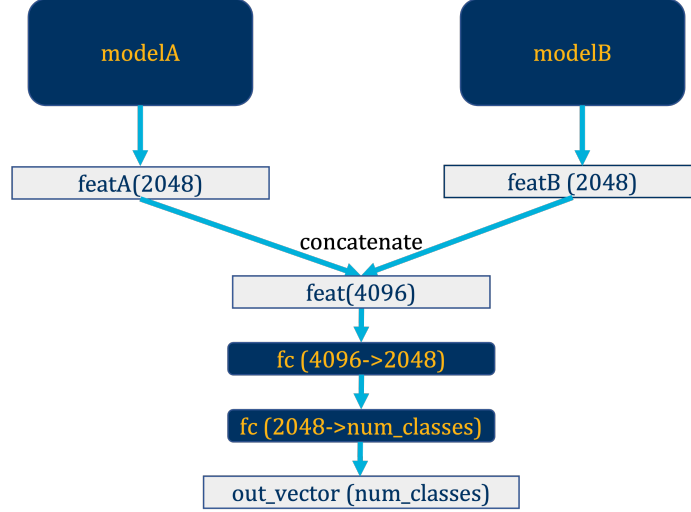 modelA
modelB
featA(2048)
featB (2048)
concatenate
feat(4096)
fc (4096->2048)
fc (2048->num_classes)
out_vector (num_classes)